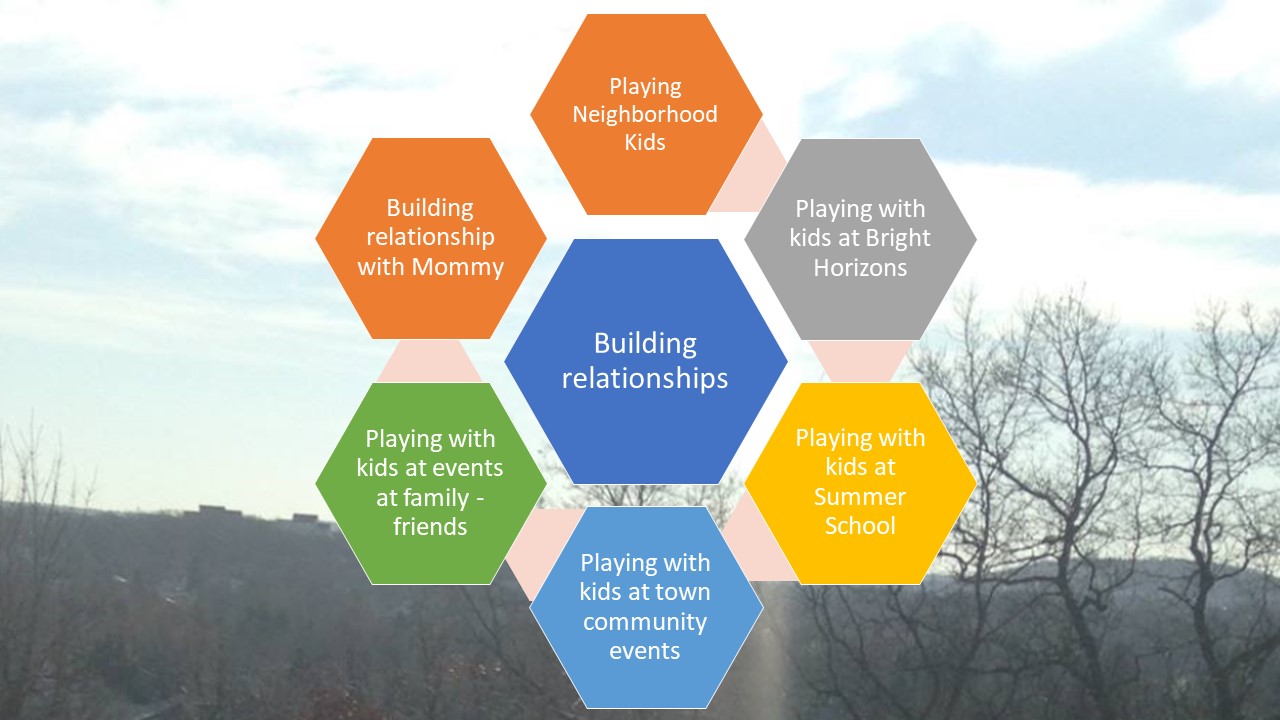 Playing
Neighborhood
Kids
Building
relationship
with Mommy
Playing with
kids at Bright
Horizons
Building
relationships
Playing with
kids at events
at family -
friends
Playing with
kids at
Summer
School
Playing with
kids at town
community
events